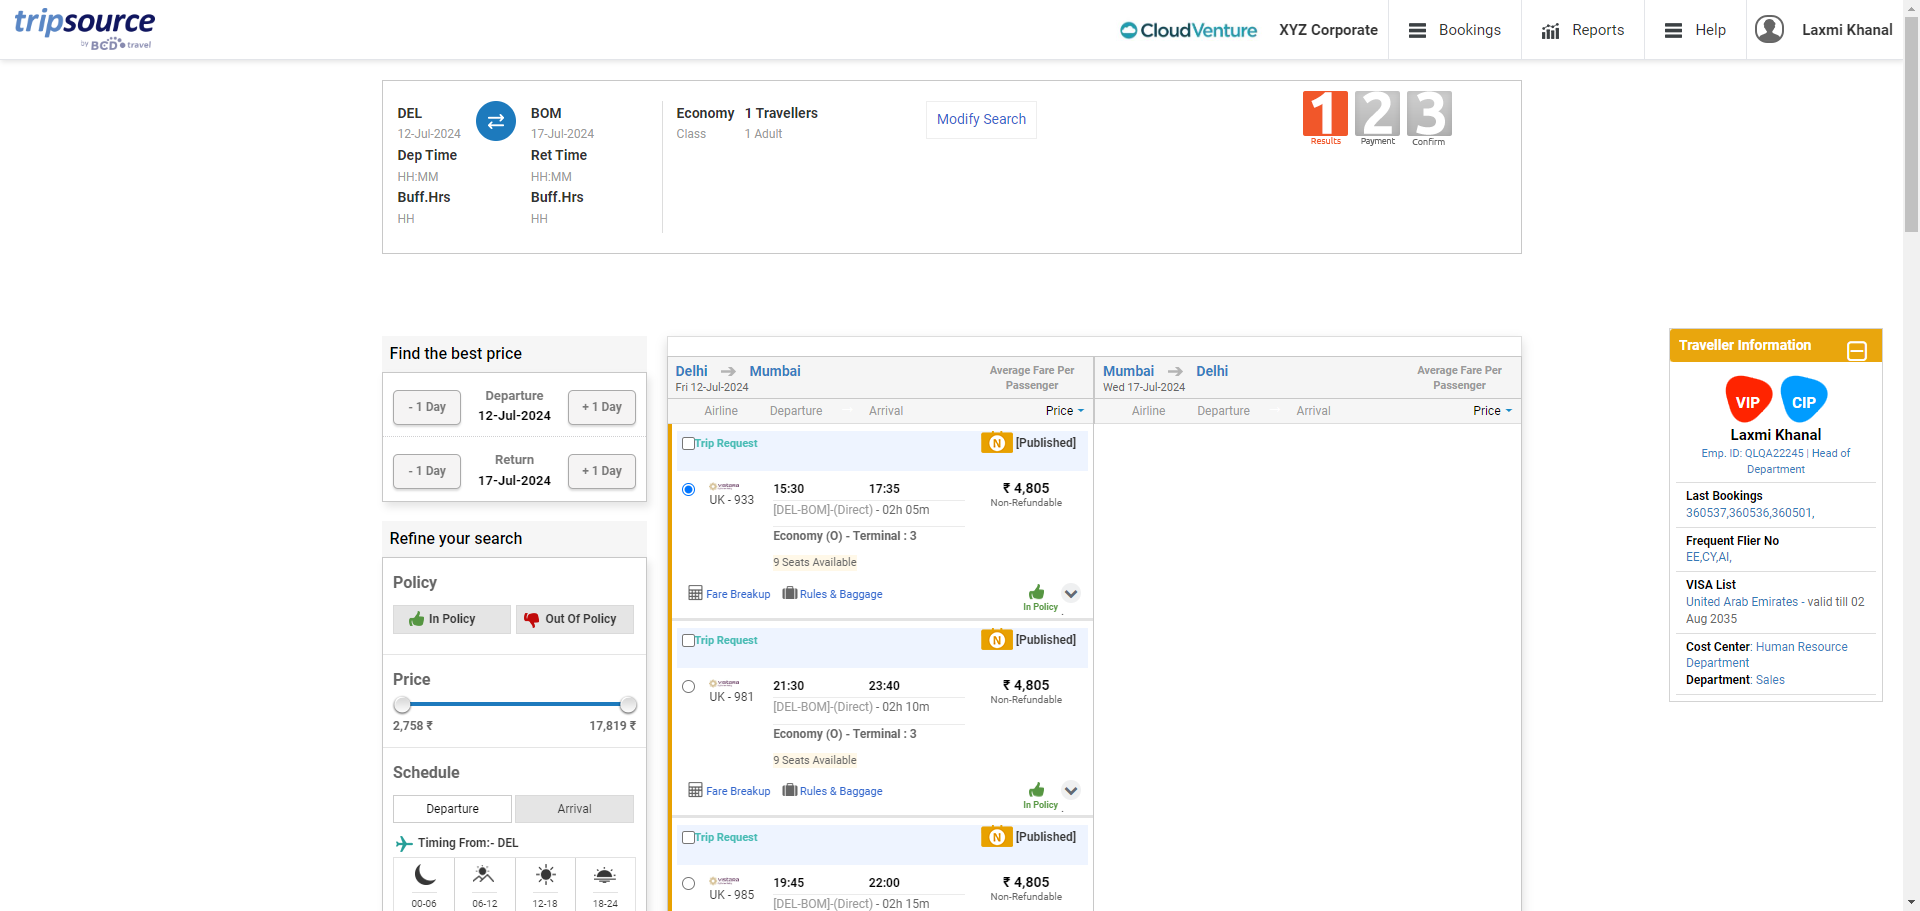 tripsource
by BCD travel
CloudVenture
XYZ Corporate
Bookings
Reports
Help
Laxmi Khanal
DEL
12-Jul-2024
Dep Time
HH:MM
Buff.Hrs
HH
BOM
17-Jul-2024
Ret Time
HH:MM
Buff.Hrs
HH
Economy
Class
1 Travellers
1 Adult
Modify Search
1
Results
2
Payment
3
Confirm
Find the best price
- 1 Day
Departure
12-Jul-2024
+ 1 Day
- 1 Day
Return
17-Jul-2024
+ 1 Day
Refine your search
Policy
In Policy
Out Of Policy
Price
2,758 ₹
17,819 ₹
Schedule
Departure
Arrival
Timing From:- DEL
00-06
06-12
12-18
18-24
Delhi
Mumbai
Fri 12-Jul-2024
Average Fare Per
Passenger
Airline
Departure
Arrival
Price
Trip Request
N
[Published]
vistara
UK - 933
15:30
17:35
[DEL-BOM]-(Direct) - 02h 05m
Economy (O) - Terminal : 3
9 Seats Available
₹ 4,805
Non-Refundable
Fare Breakup
Rules & Baggage
In Policy
Trip Request
N
[Published]
vistara
UK - 981
21:30
23:40
[DEL-BOM]-(Direct) - 02h 10m
Economy (O) - Terminal : 3
9 Seats Available
₹ 4,805
Non-Refundable
Fare Breakup
Rules & Baggage
In Policy
Trip Request
N
[Published]
vistara
UK - 985
19:45
22:00
[DEL-BOM]-(Direct) - 02h 15m
₹ 4,805
Non-Refundable
Mumbai
Delhi
Wed 17-Jul-2024
Average Fare Per
Passenger
Airline
Departure
Arrival
Price
Traveller Information
VIP
CIP
Laxmi Khanal
Emp. ID: QLQA22245 | Head of
Department
Last Bookings
360537,360536,360501,
Frequent Flier No
EE,CY,AI,
VISA List
United Arab Emirates - valid till 02
Aug 2035
Cost Center: Human Resource
Department
Department: Sales